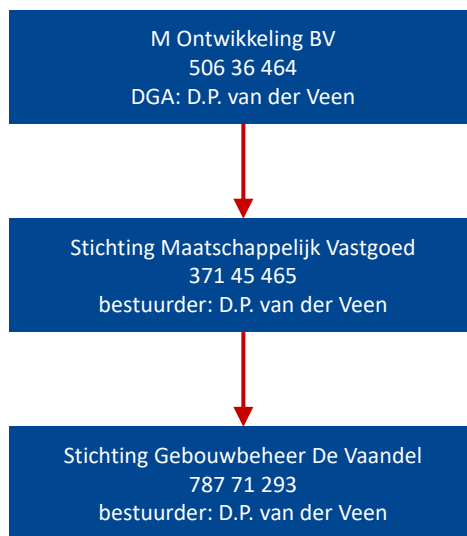 M Ontwikkeling BV
506 36 464
DGA: D.P. van der Veen
Stichting Maatschappelijk Vastgoed
371 45 465
bestuurder: D.P. van der Veen
Stichting Gebouwbeheer De Vaandel
787 71 293
bestuurder: D.P. van der Veen